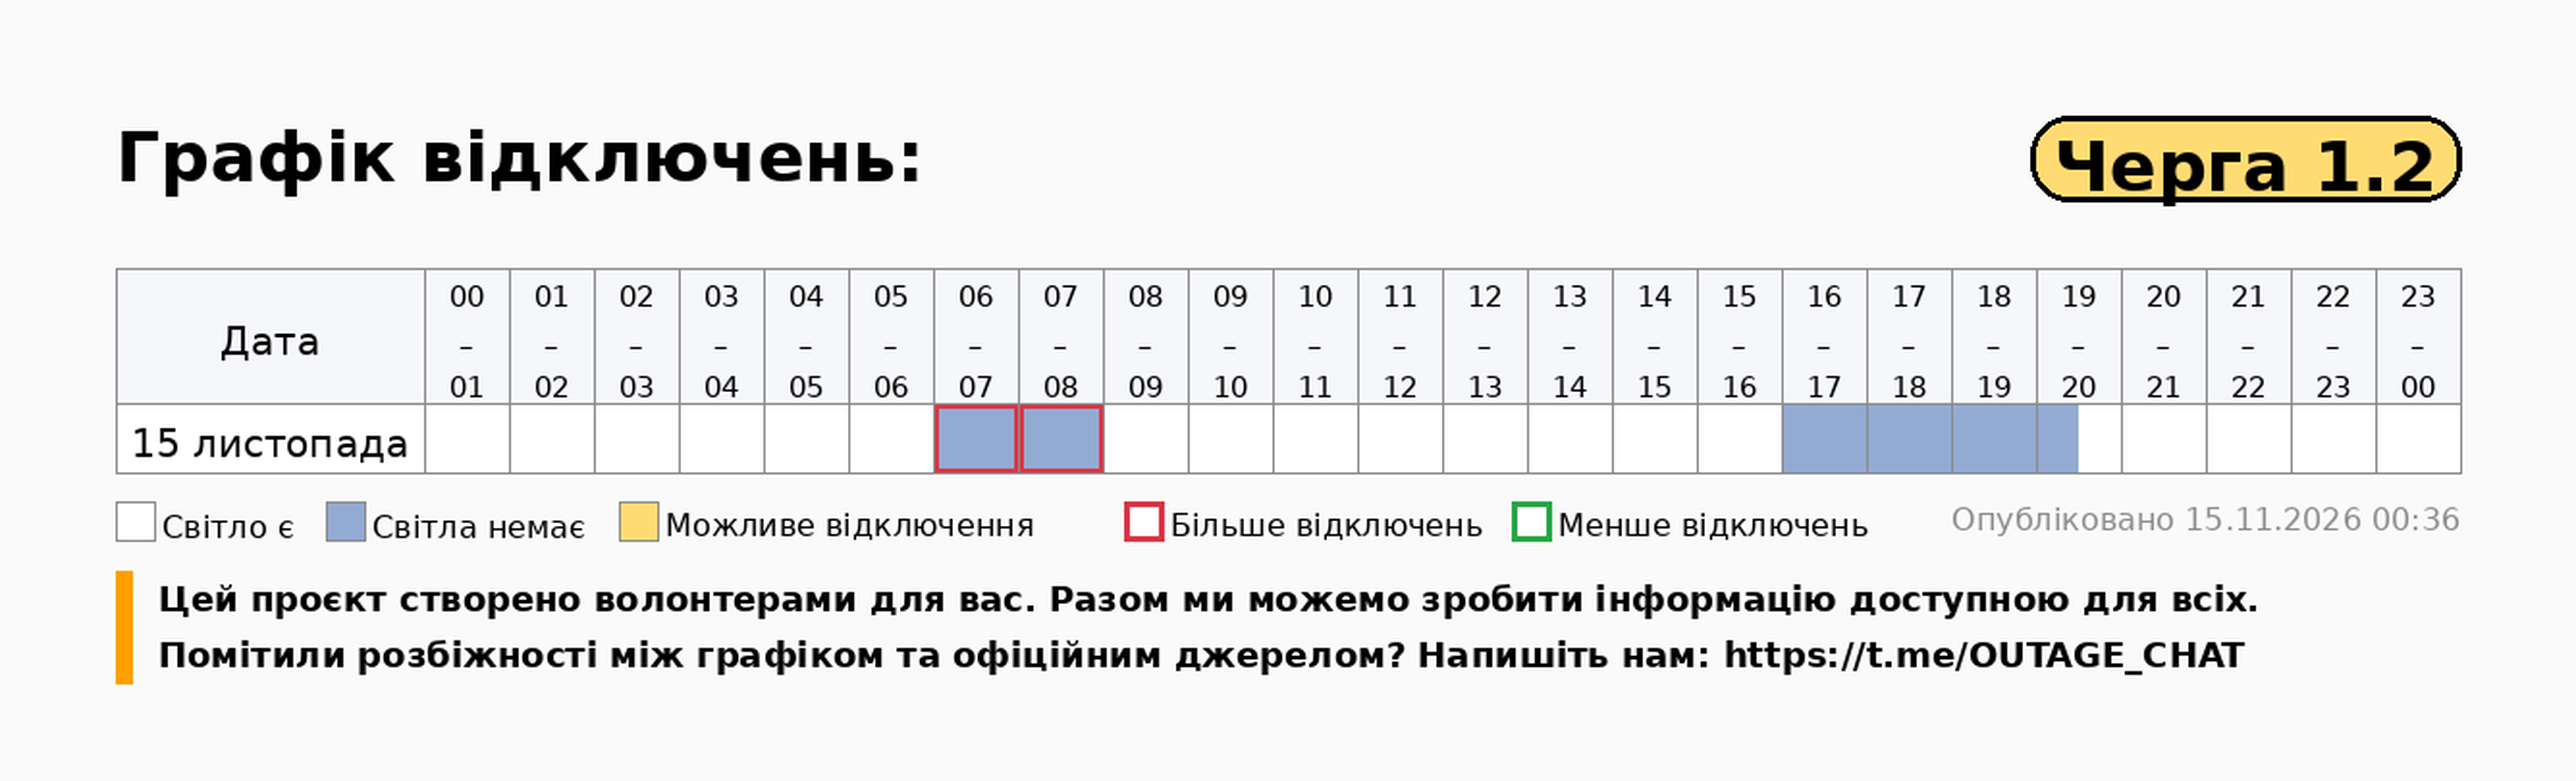 Графік відключень:
Черга 1.2
Дата
00 – 01
01 – 02
02 – 03
03 – 04
04 – 05
05 – 06
06 – 07
07 – 08
08 – 09
09 – 10
10 – 11
11 – 12
12 – 13
13 – 14
14 – 15
15 – 16
16 – 17
17 – 18
18 – 19
19 – 20
20 – 21
21 – 22
22 – 23
23 – 00
15 листопада
Світло є
Світла немає
Можливе відключення
Більше відключень
Менше відключень
Опубліковано 15.11.2026 00:36
Цей проєкт створено волонтерами для вас. Разом ми можемо зробити інформацію доступною для всіх.
Помітили розбіжності між графіком та офіційним джерелом? Напишіть нам: https://t.me/OUTAGE_CHAT